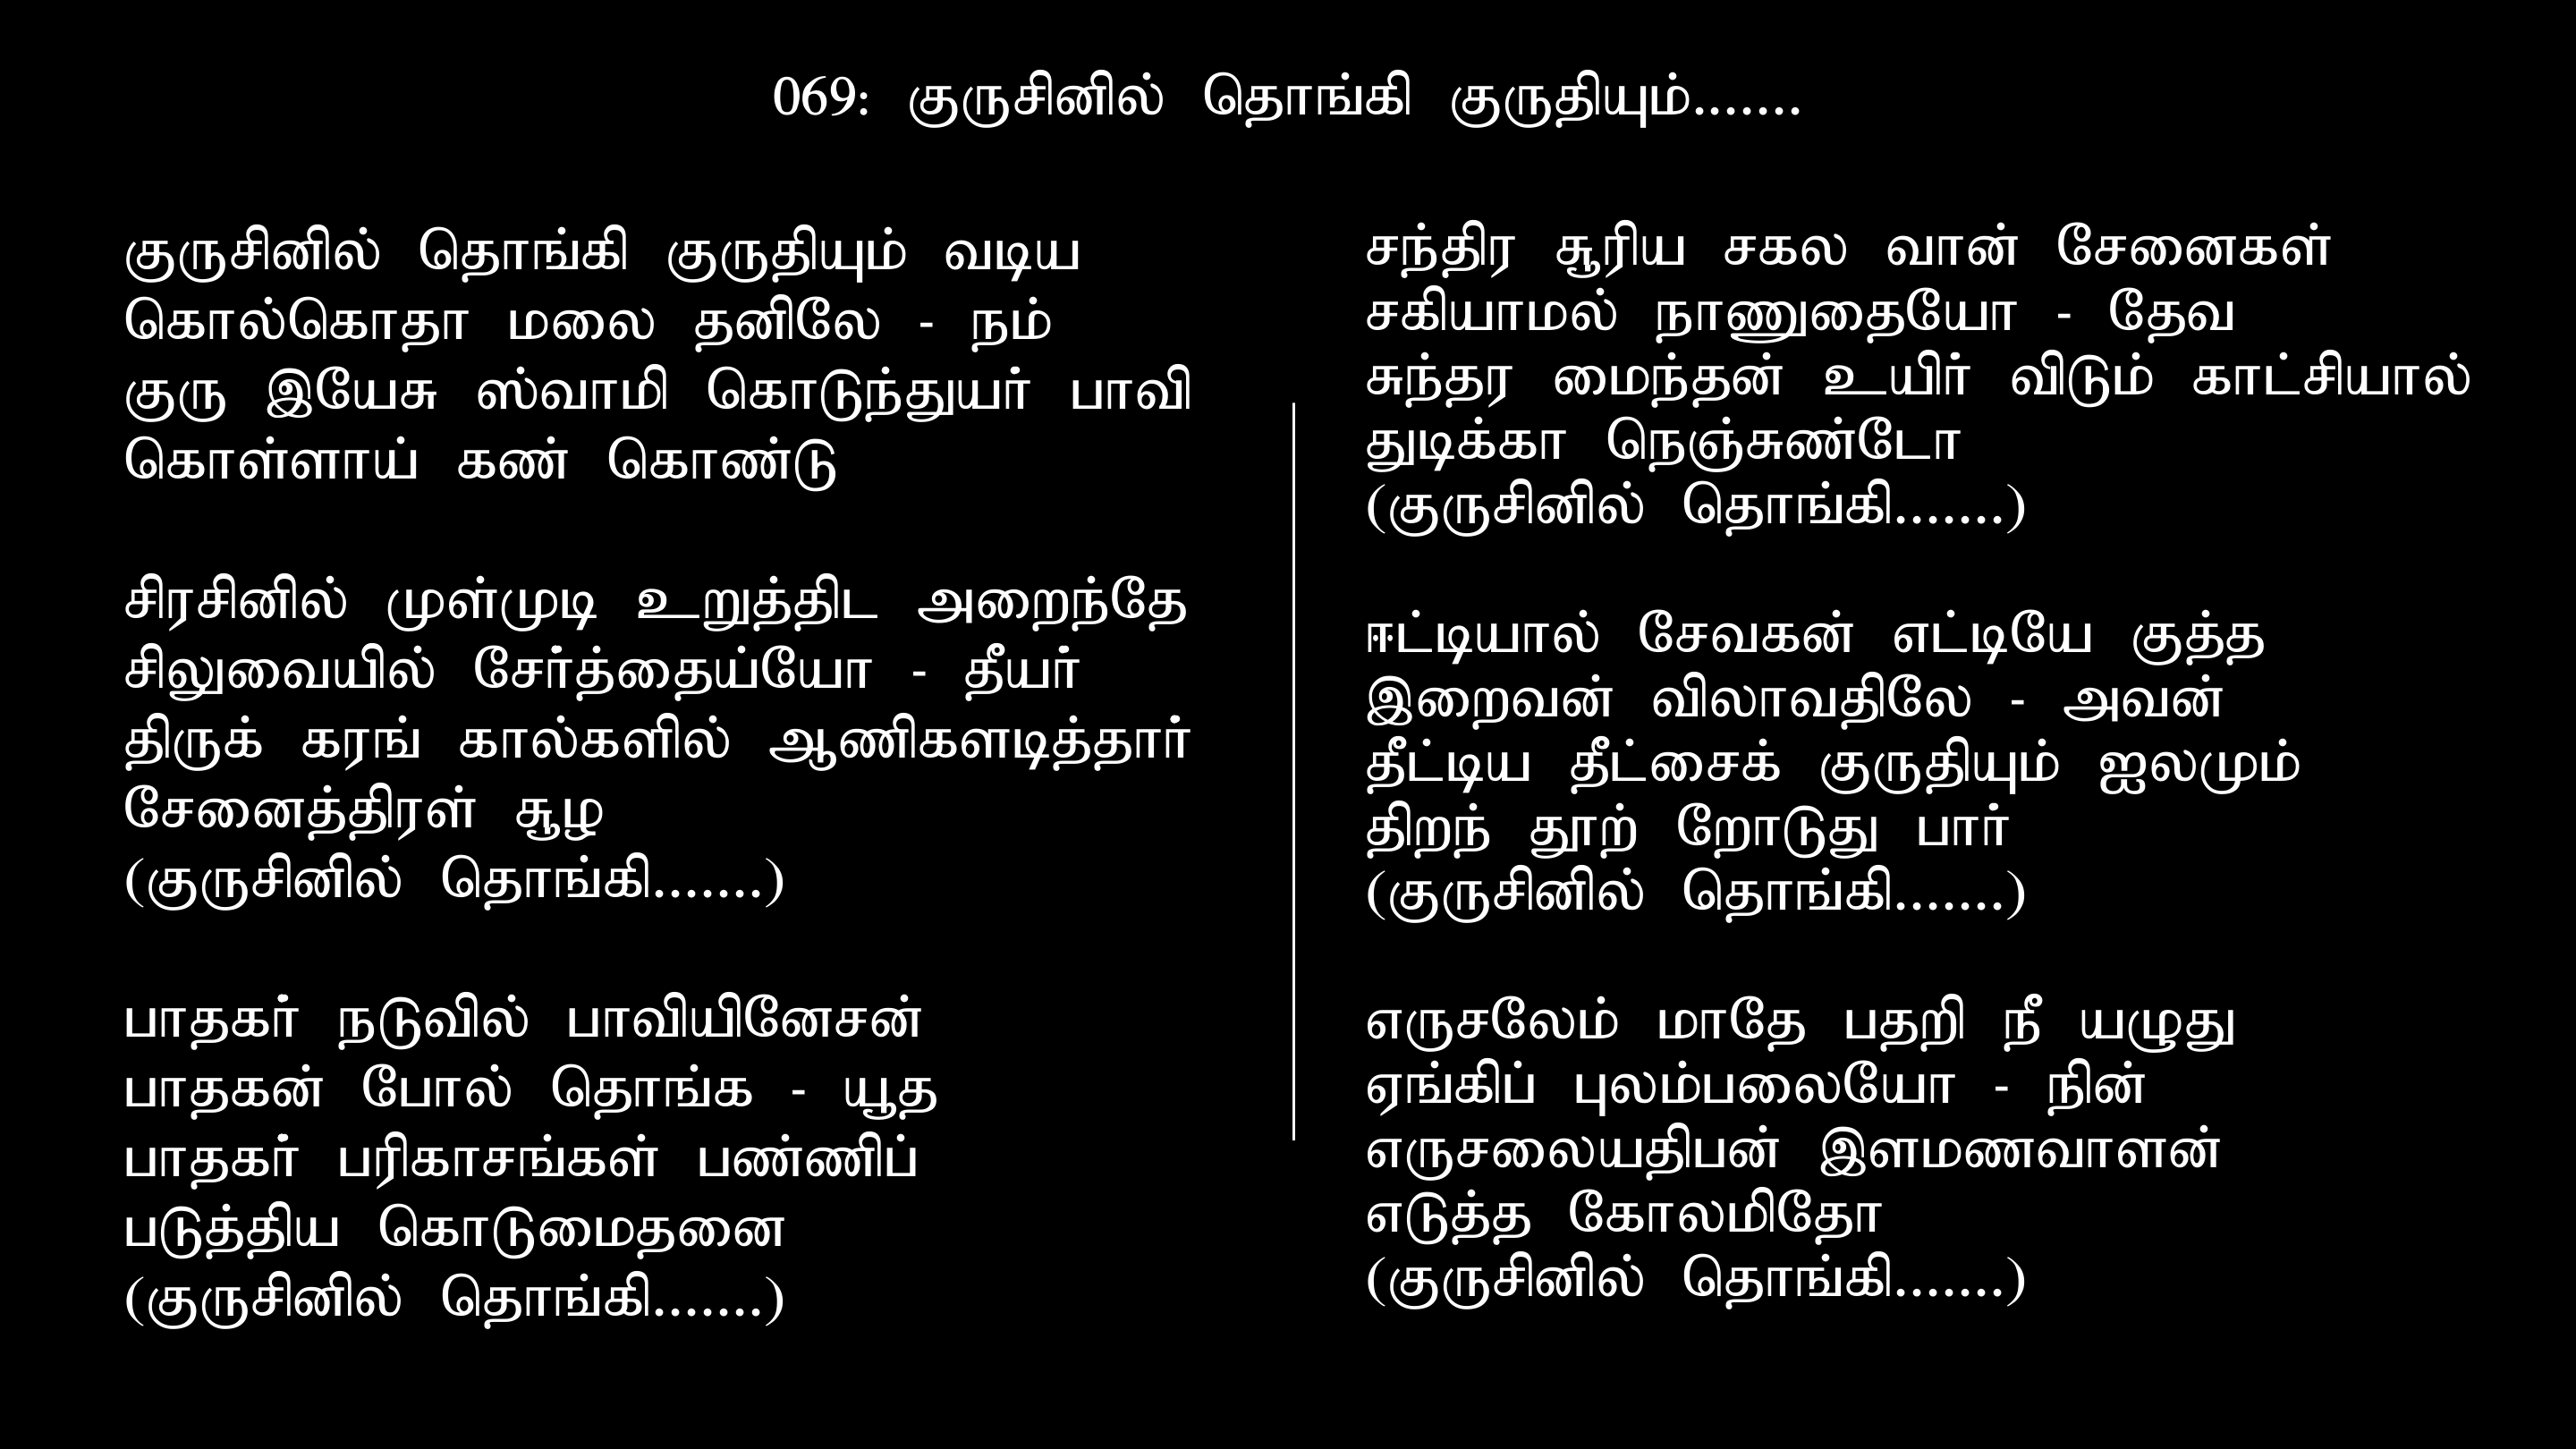 069: குருசினில் தொங்கி குருதியும்.......
குருசினில் தொங்கி குருதியும் வடிய
கொல்கொதா மலை தனிலே - நம்
குரு இயேசு ஸ்வாமி கொடுந்துயர் பாவி
கொள்ளாய் கண் கொண்டு
சிரசினில் முள்முடி உறுத்திட அறைந்தே
சிலுவையில் சேர்த்தைய்யோ - தீயர்
திருக் கரங் கால்களில் ஆணிகளடித்தார்
சேனைத்திரள் சூழ
(குருசினில் தொங்கி.......)
பாதகர் நடுவில் பாவியினேசன்
பாதகன் போல் தொங்க - யூத
பாதகர் பரிகாசங்கள் பண்ணிப்
படுத்திய கொடுமைதனை
(குருசினில் தொங்கி.......)
சந்திர சூரிய சகல வான் சேனைகள்
சகியாமல் நாணுதையோ - தேவ
சுந்தர மைந்தன் உயிர் விடும் காட்சியால்
துடிக்கா நெஞ்சுண்டோ
(குருசினில் தொங்கி.......)
ஈட்டியால் சேவகன் எட்டியே குத்த
இறைவன் விலாவதிலே - அவன்
தீட்டிய தீட்சைக் குருதியும் ஐலமும்
திறந் தூற் றோடுது பார்
(குருசினில் தொங்கி.......)
எருசலேம் மாதே பதறி நீ யழுது
ஏங்கிப் புலம்பலையோ - நின்
எருசலையதிபன் இளமணவாளன்
எடுத்த கோலமிதோ
(குருசினில் தொங்கி.......)